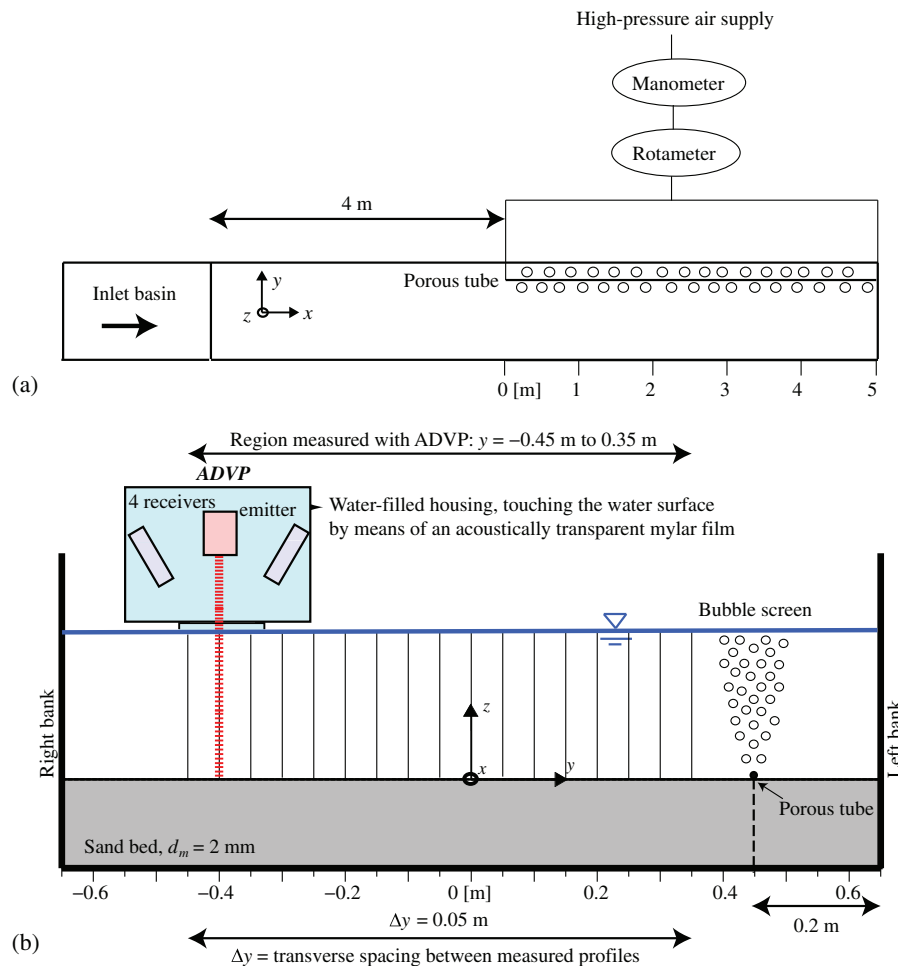 High-pressure air supply
Manometer
Rotameter
4 m
Porous tube
Inlet basin
y
z
x
0 [m] 1 2 3 4 5
(a)
Region measured with ADVP: y = −0.45 m to 0.35 m
ADVP
4 receivers
emitter
Water-filled housing, touching the water surface
by means of an acoustically transparent mylar film
Bubble screen
Right bank
Left bank
z
x
y
Porous tube
Sand bed, dm = 2 mm
−0.6 −0.4 −0.2 0 [m] 0.2 0.4 0.6
Δy = 0.05 m
0.2 m
(b)
Δy = transverse spacing between measured profiles